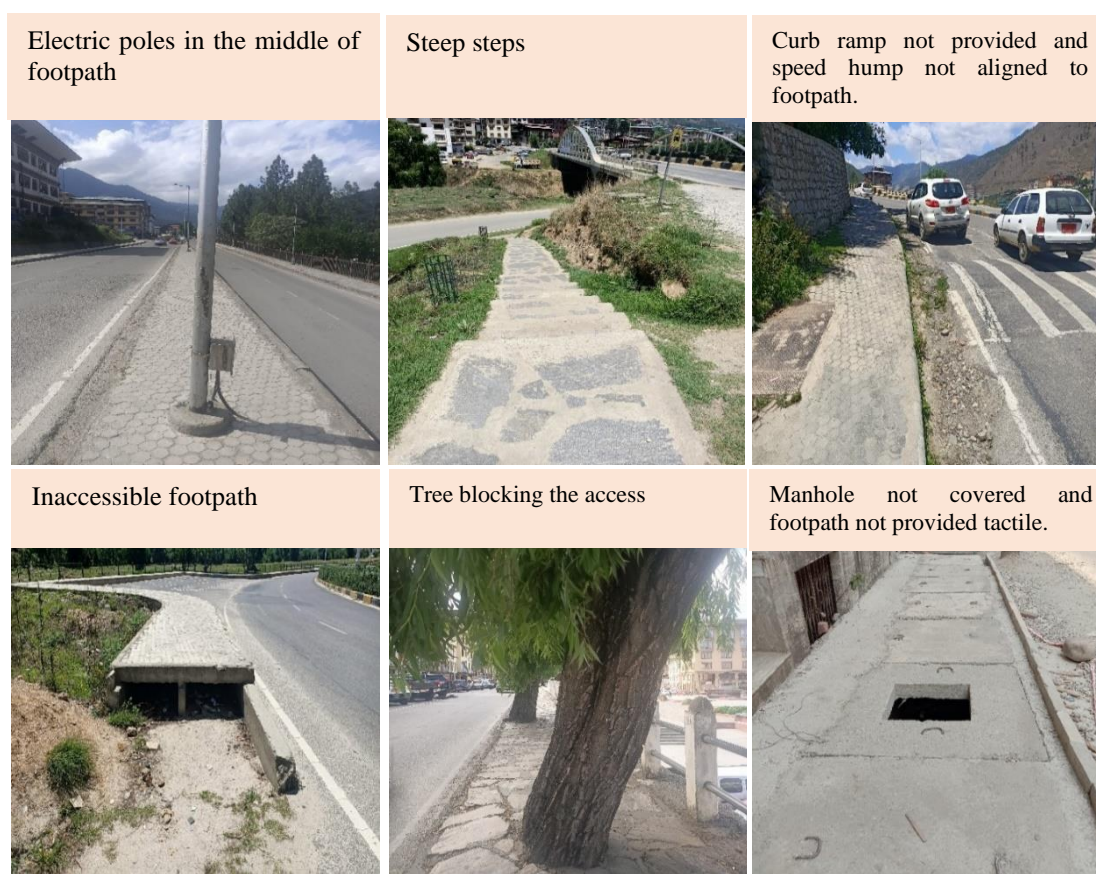 Electric poles in the middle of
footpath
Steep steps
Curb ramp not provided and
speed hump not aligned to
footpath.
Inaccessible footpath
Tree blocking the access
Manhole not covered and
footpath not provided tactile.